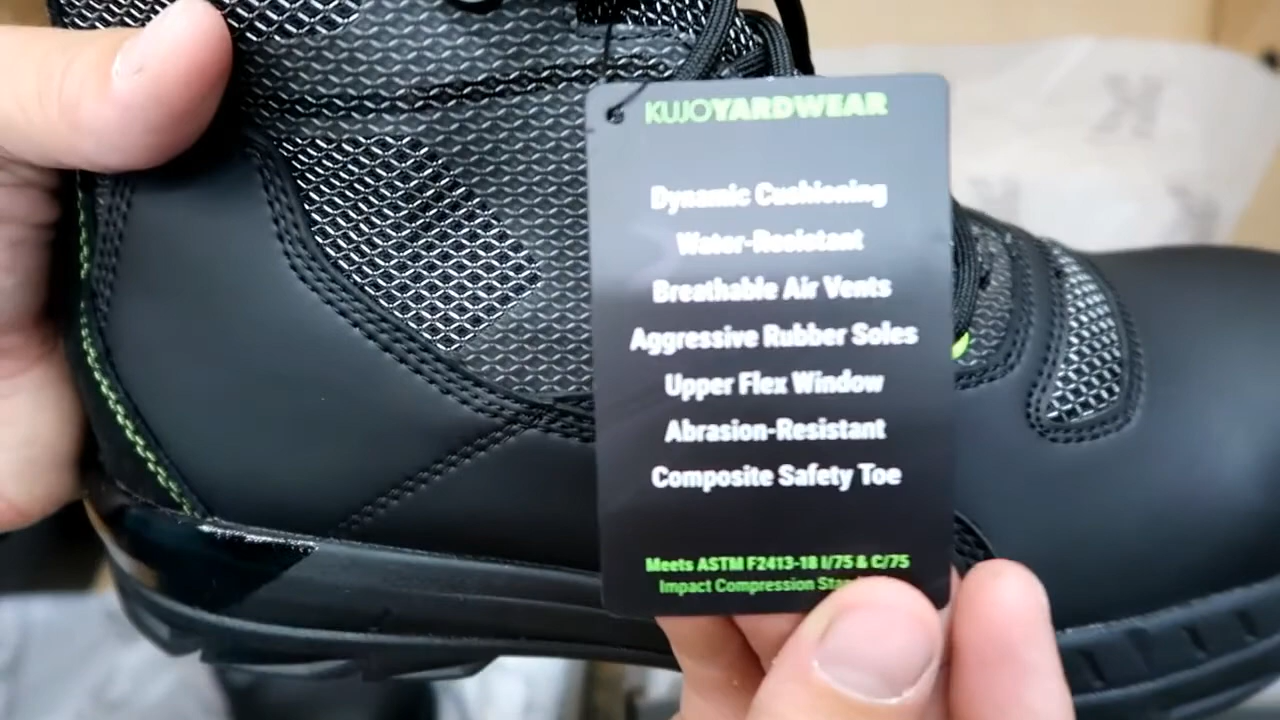 KUJOYARDWEAR
Dynamic Cushioning
Water-Resistant
Breathable Air Vents
Aggressive Rubber Soles
Upper Flex Window
Abrasion-Resistant
Composite Safety Toe
Meets ASTM F2413-18 I/75 & C/75
Impact Compression